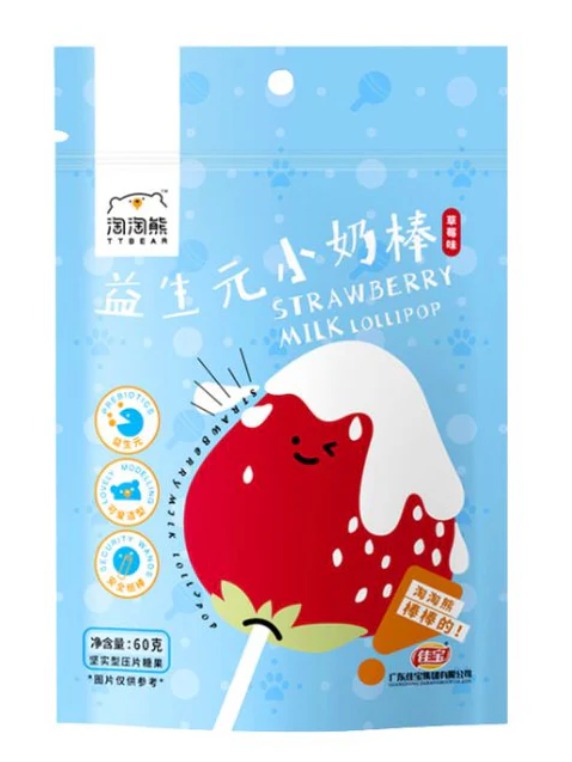 淘淘熊
TTBEAR
益生元小奶棒
草莓味
STRAWBERRY
MILK LOLLIPOP
STRAWBERRY MILK LOLLIPOP
PREBIOTICS
益生元
LOVELY MODELLING
可爱造型
SECURITY WANDS
安全纸棒
淘淘熊
棒棒的!
净含量:60克
坚实型压片糖果
*图片仅供参考*
佳宝
广东佳宝集团有限公司